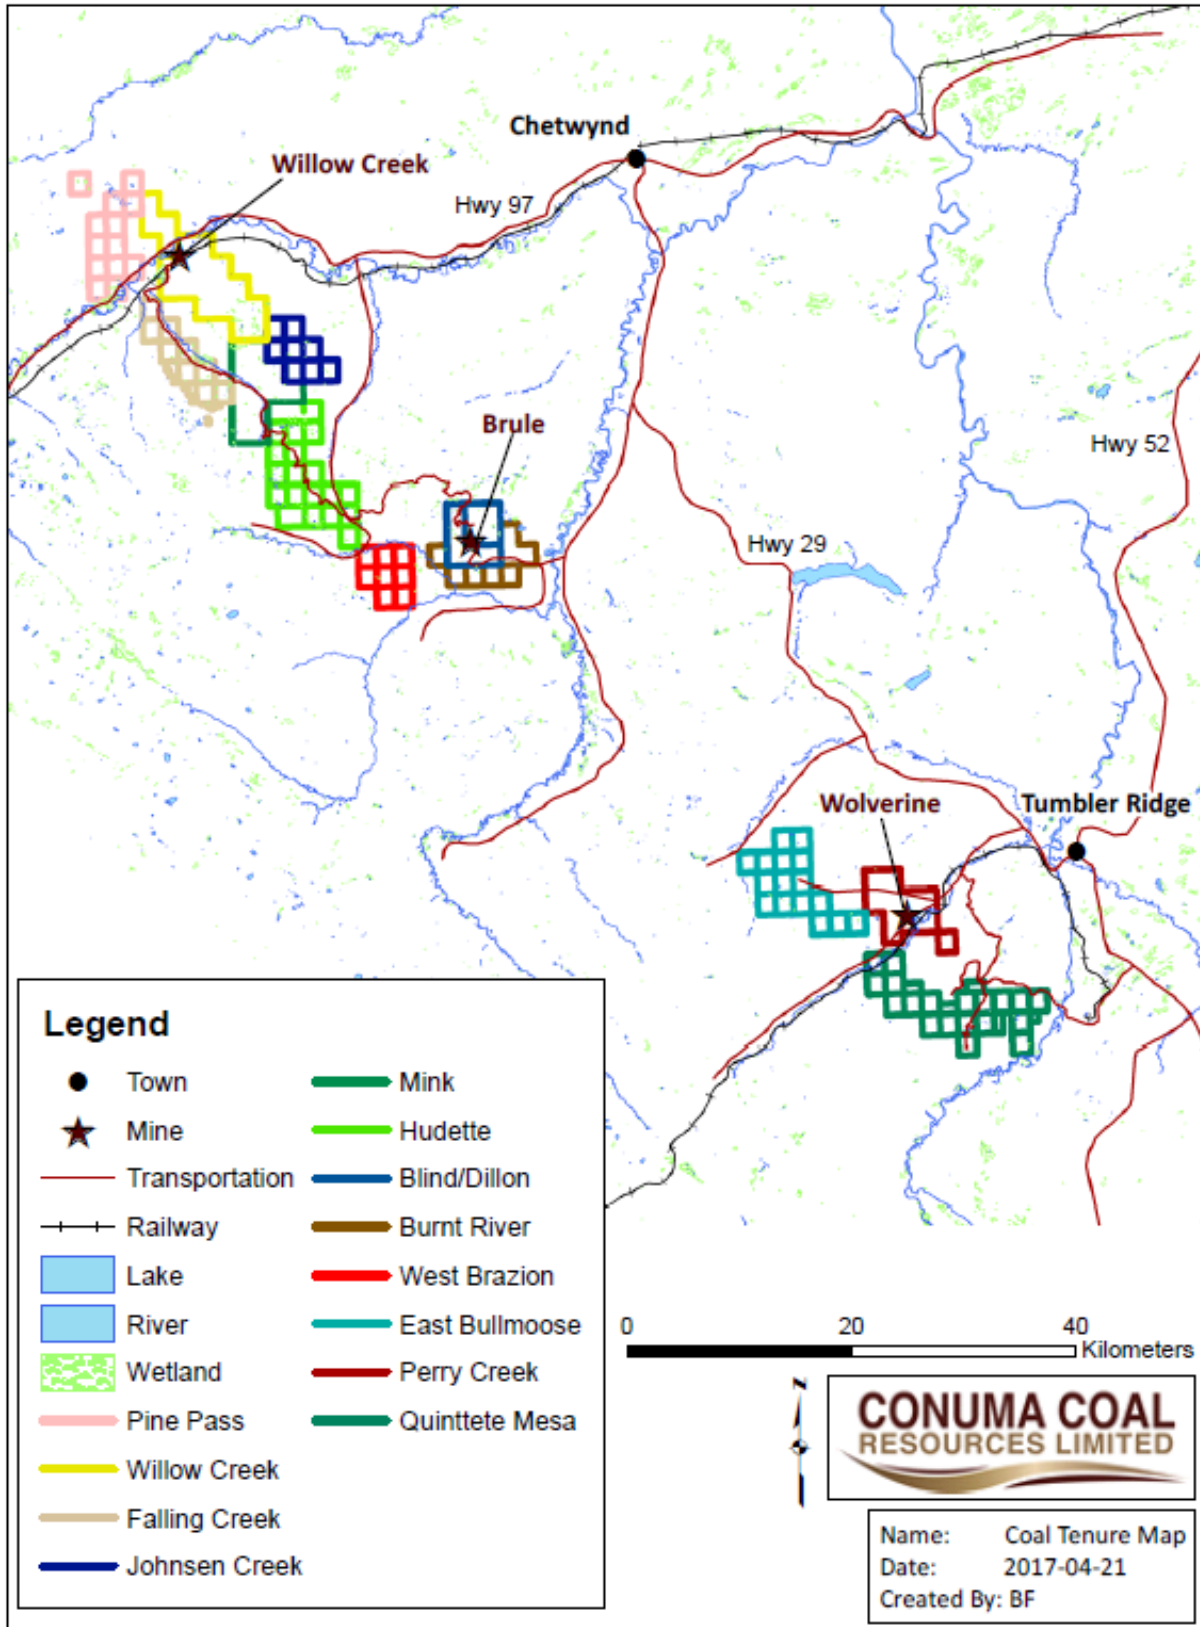 Chetwynd
Willow Creek
Hwy 97
Brule
Hwy 52
Hwy 29
Wolverine
Tumbler Ridge
Legend
Town
Mine
Transportation
Railway
Lake
River
Wetland
Pine Pass
Willow Creek
Falling Creek
Johnsen Creek
Mink
Hudette
Blind/Dillon
Burnt River
West Brazion
East Bullmoose
Perry Creek
Quinttete Mesa
0 20 40
Kilometers
N
CONUMA COAL
RESOURCES LIMITED
Name: Coal Tenure Map
Date: 2017-04-21
Created By: BF